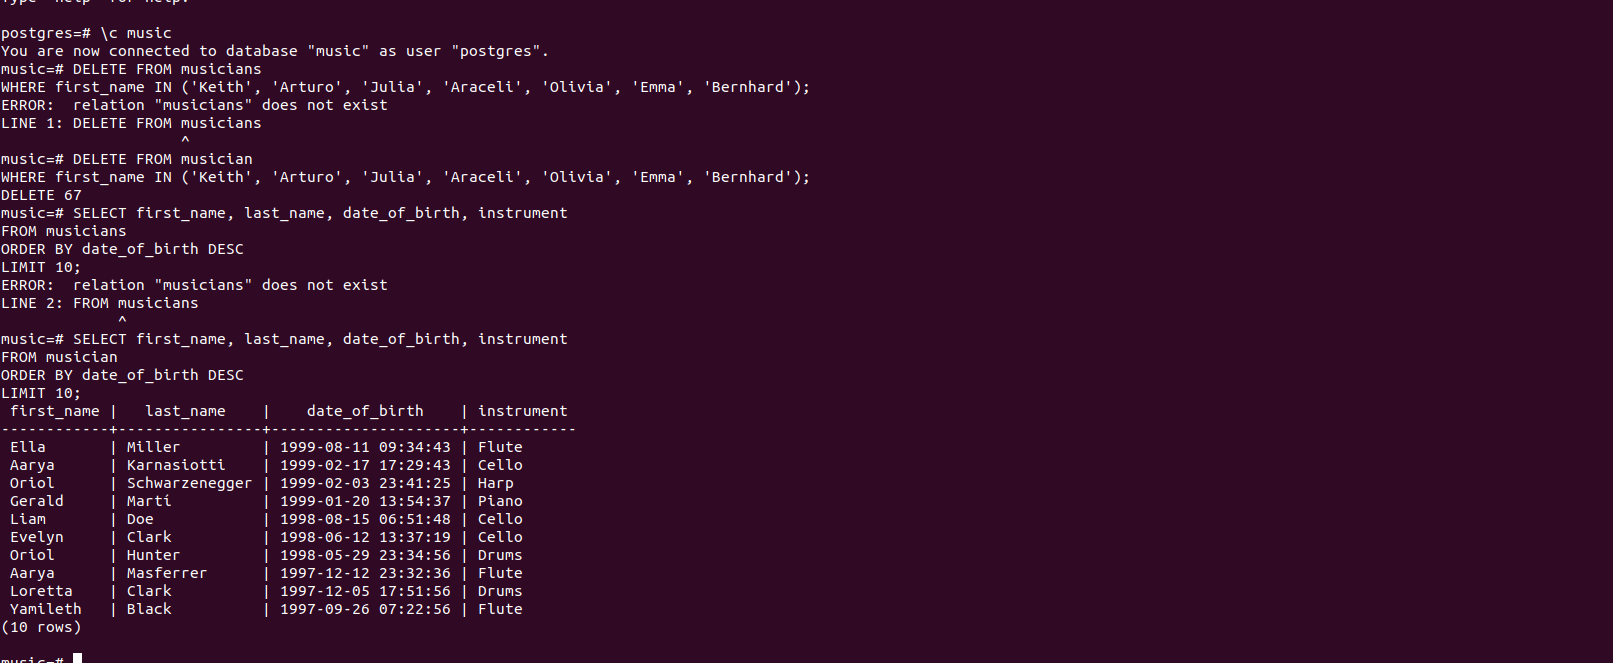 Type "help" for help.
postgres=# \c music
You are now connected to database "music" as user "postgres".
music=# DELETE FROM musicians
WHERE first_name IN ('Keith', 'Arturo', 'Julia', 'Araceli', 'Olivia', 'Emma', 'Bernhard');
ERROR:  relation "musicians" does not exist
LINE 1: DELETE FROM musicians
                    ^
music=# DELETE FROM musician
WHERE first_name IN ('Keith', 'Arturo', 'Julia', 'Araceli', 'Olivia', 'Emma', 'Bernhard');
DELETE 67
music=# SELECT first_name, last_name, date_of_birth, instrument
FROM musicians
ORDER BY date_of_birth DESC
LIMIT 10;
ERROR:  relation "musicians" does not exist
LINE 2: FROM musicians
             ^
music=# SELECT first_name, last_name, date_of_birth, instrument
FROM musician
ORDER BY date_of_birth DESC
LIMIT 10;
 first_name |   last_name    |    date_of_birth    | instrument
------------+----------------+---------------------+------------
 Ella       | Miller         | 1999-08-11 09:34:43 | Flute
 Aarya      | Karnasiotti    | 1999-02-17 17:29:43 | Cello
 Oriol      | Schwarzenegger | 1999-02-03 23:41:25 | Harp
 Gerald     | Martí          | 1999-01-20 13:54:37 | Piano
 Liam       | Doe            | 1998-08-15 06:51:48 | Cello
 Evelyn     | Clark          | 1998-06-12 13:37:19 | Cello
 Oriol      | Hunter         | 1998-05-29 23:34:56 | Drums
 Aarya      | Masferrer      | 1997-12-12 23:32:36 | Flute
 Loretta    | Clark          | 1997-12-05 17:51:56 | Drums
 Yamileth   | Black          | 1997-09-26 07:22:56 | Flute
(10 rows)
music=#